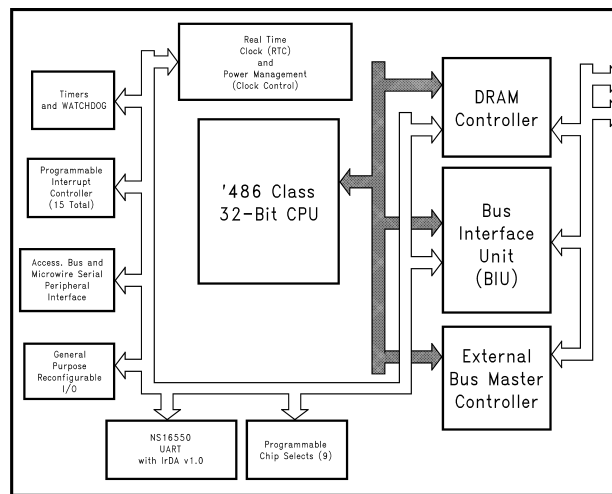 Real Time
Clock (RTC)
and
Power Management
(Clock Control)
Timers
and WATCHDOG
DRAM
Controller
'486 Class
32-Bit CPU
Programmable
Interrupt
Controller
(15 Total)
Bus
Interface
Unit
(BIU)
Access. Bus and
Microwire Serial
Peripheral
Interface
General
Purpose
Reconfigurable
I/O
External
Bus Master
Controller
NS16550
UART
with IrDA v1.0
Programmable
Chip Selects (9)